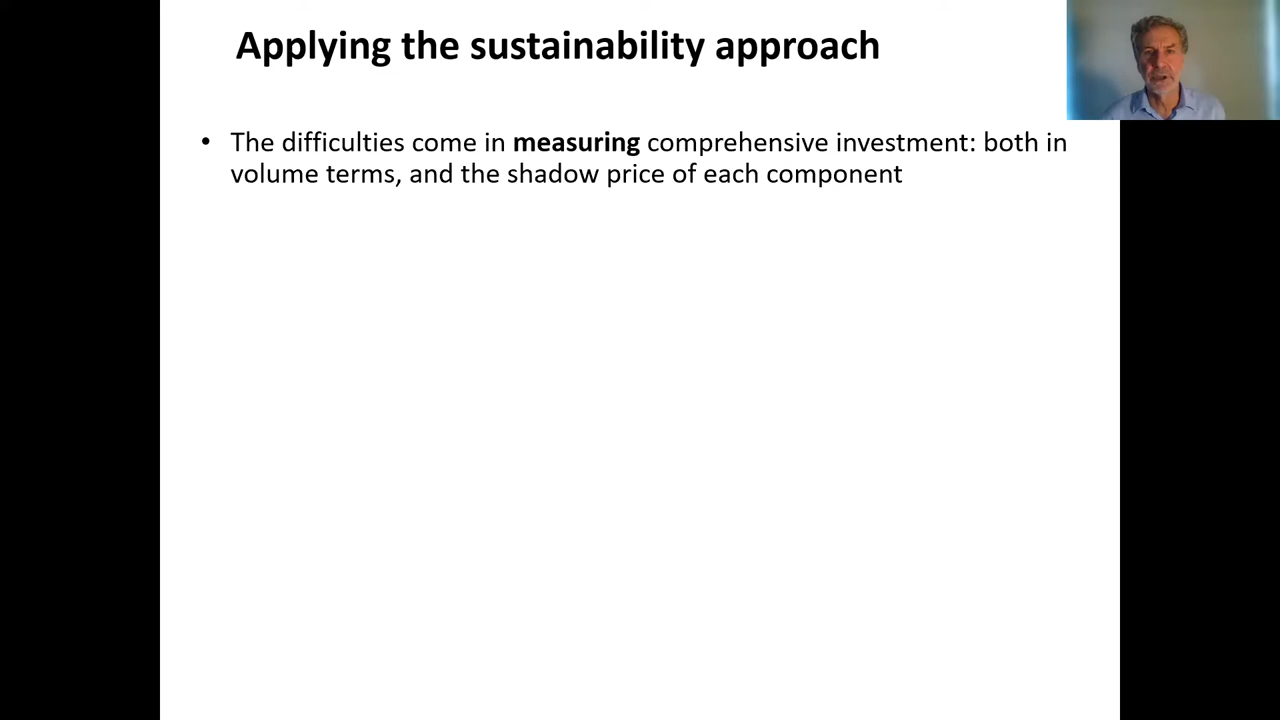 Applying the sustainability approach
• The difficulties come in measuring comprehensive investment: both in
volume terms, and the shadow price of each component